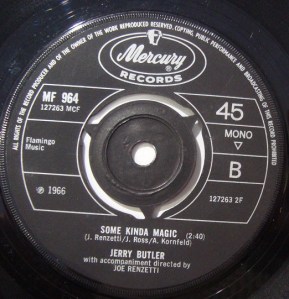 ALL RIGHTS OF THE RECORD PRODUCER AND OF THE OWNER OF THE WORK REPRODUCED RESERVED. COPYING, PUBLIC PERFORMANCE AND BROADCASTING OF THIS RECORD PROHIBITED
Mercury
RECORDS
MF 964
127263 MCF
45
MONO
Flamingo
Music
B
℗ 1966
127263 2F
SOME KINDA MAGIC (2:40)
(J. Renzetti/J. Ross/A. Kornfeld)
JERRY BUTLER
with accompaniment directed by
JOE RENZETTI